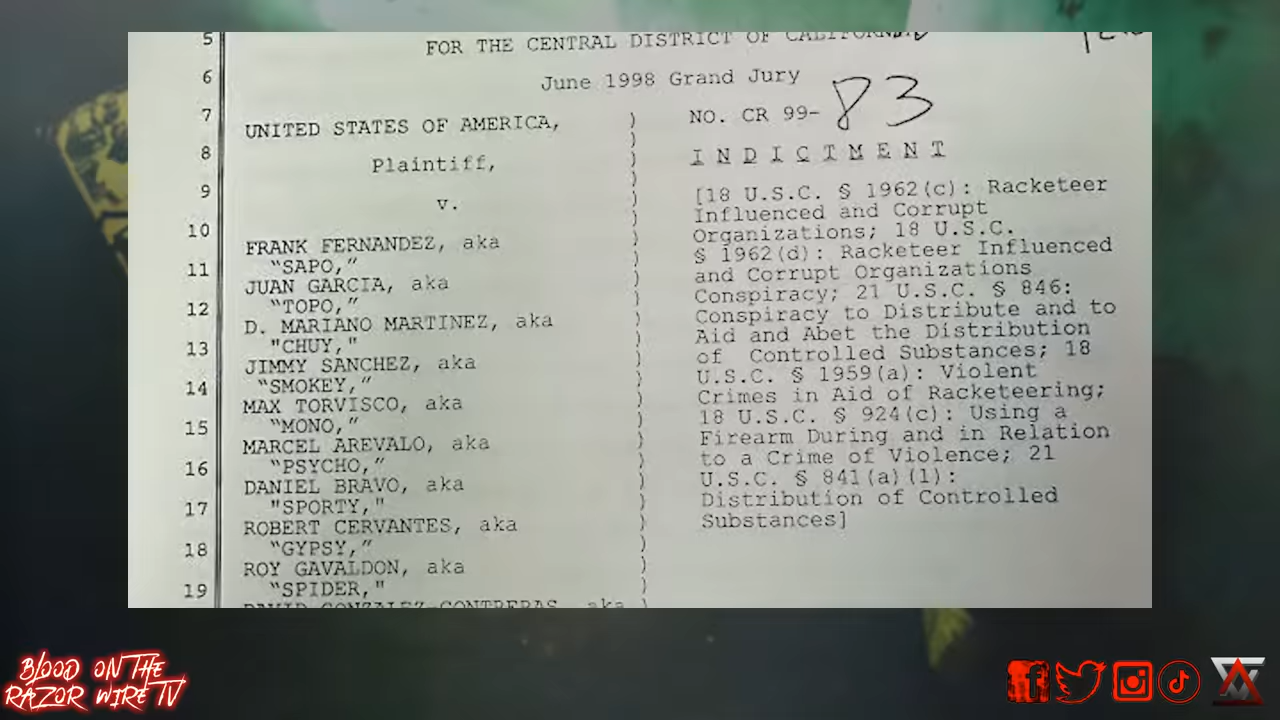 5 FOR THE CENTRAL DISTRICT OF CALIFORNIA
6 June 1998 Grand Jury
7 UNITED STATES OF AMERICA, ) NO. CR 99- 83
8 Plaintiff, ) INDICTMENT
9 v. ) [18 U.S.C. § 1962(c): Racketeer
Influenced and Corrupt
10 FRANK FERNANDEZ, aka ) Organizations; 18 U.S.C.
"SAPO," ) § 1962(d): Racketeer Influenced
11 JUAN GARCIA, aka ) and Corrupt Organizations
"TOPO," ) Conspiracy; 21 U.S.C. § 846:
12 D. MARIANO MARTINEZ, aka ) Conspiracy to Distribute and to
"CHUY," ) Aid and Abet the Distribution
13 JIMMY SANCHEZ, aka ) of Controlled Substances; 18
"SMOKEY," ) U.S.C. § 1959(a): Violent
14 MAX TORVISCO, aka ) Crimes in Aid of Racketeering;
"MONO," ) 18 U.S.C. § 924(c): Using a
15 MARCEL AREVALO, aka ) Firearm During and in Relation
"PSYCHO," ) to a Crime of Violence; 21
16 DANIEL BRAVO, aka ) U.S.C. § 841(a)(1):
"SPORTY," ) Distribution of Controlled
17 ROBERT CERVANTES, aka ) Substances]
"GYPSY," )
18 ROY GAVALDON, aka )
"SPIDER," )
19 DAVID GONZALEZ-CONTRERAS, aka )
BLOOD ON THE
RAZOR WIRE TV